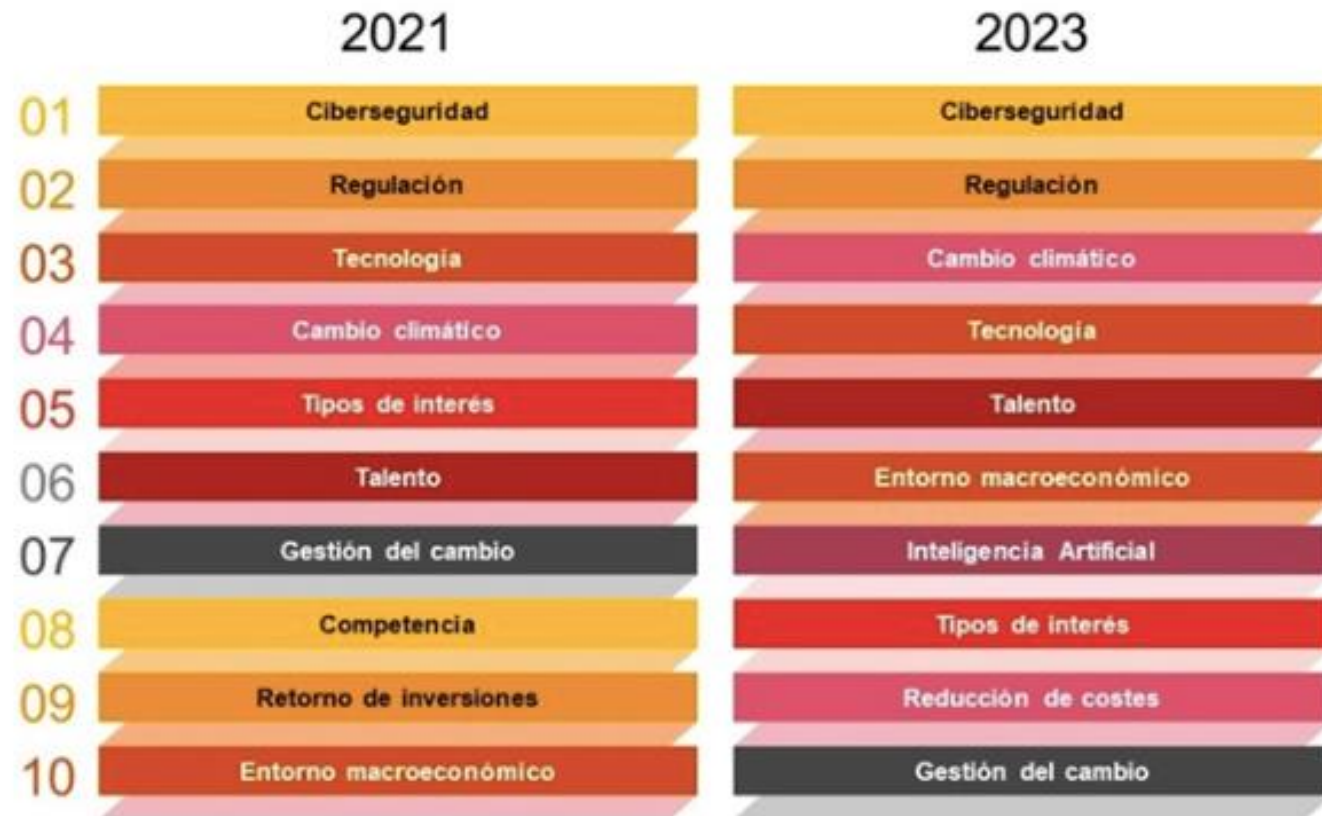 2021 2023
01 Ciberseguridad Ciberseguridad
02 Regulación Regulación
03 Tecnología Cambio climático
04 Cambio climático Tecnología
05 Tipos de interés Talento
06 Talento Entorno macroeconómico
07 Gestión del cambio Inteligencia Artificial
08 Competencia Tipos de interés
09 Retorno de inversiones Reducción de costes
10 Entorno macroeconómico Gestión del cambio